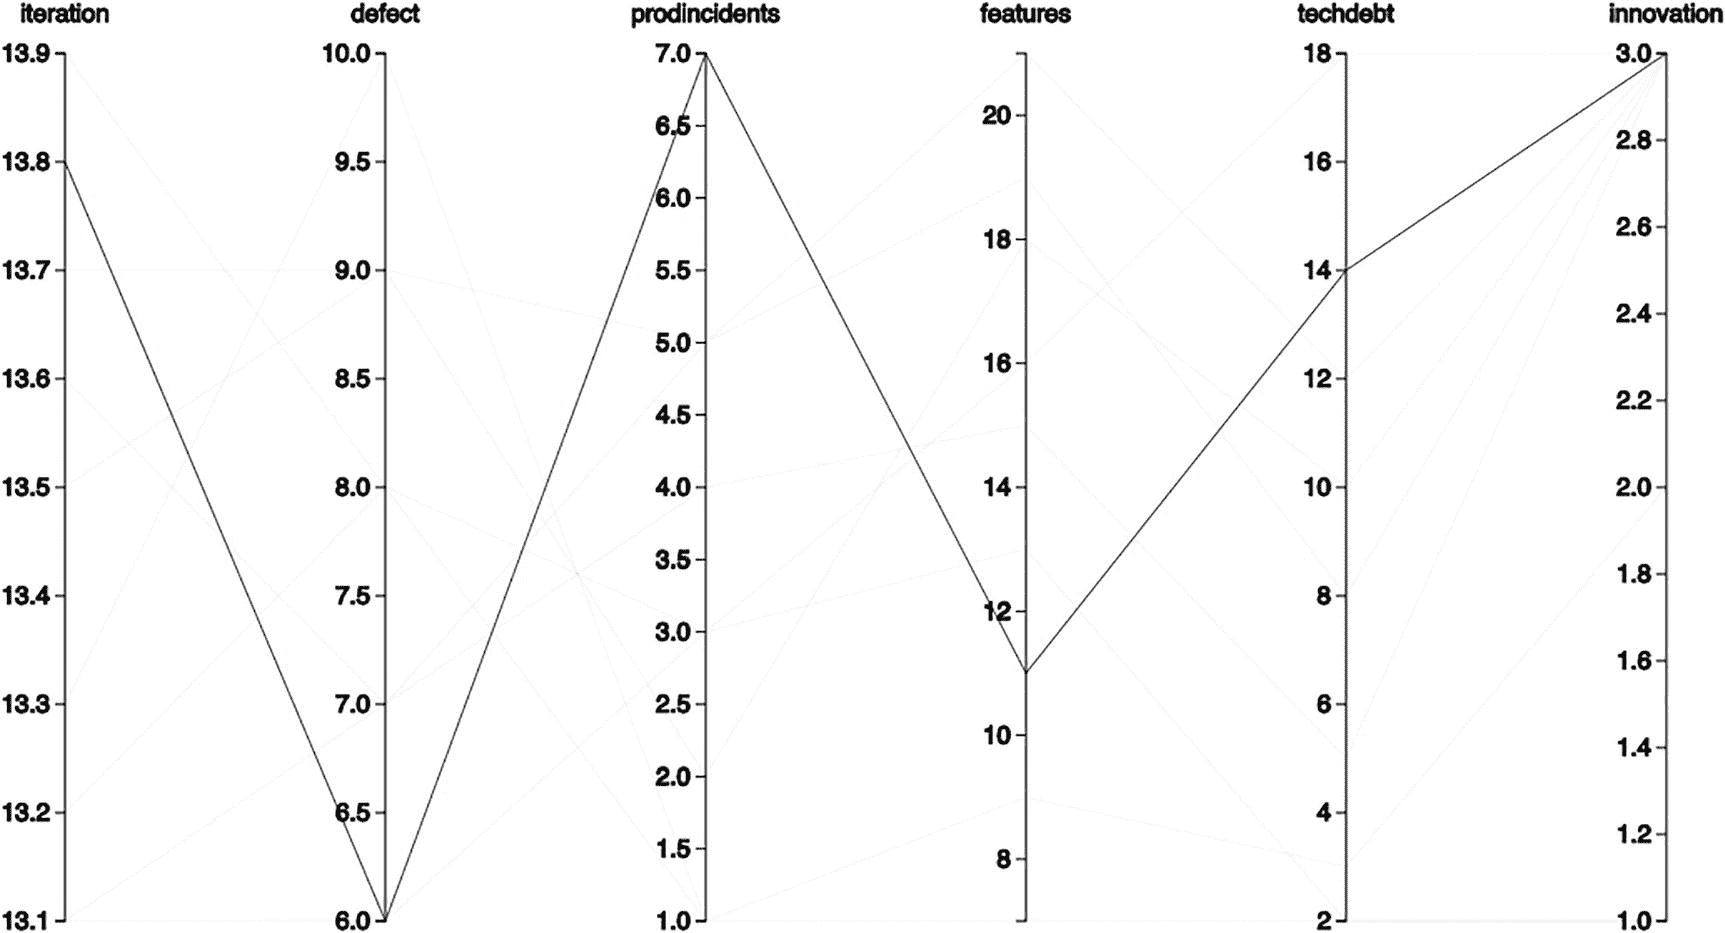 iteration defect prodincidents features techdebt innovation
13.9 10.0 7.0 18 3.0
6.5 20 2.8
13.8 9.5 16
6.0 18 2.6
13.7 9.0 5.5 14
5.0 16 2.4
13.6 8.5 12
4.5 2.2
13.5 8.0 4.0 14 10 2.0
3.5 1.8
13.4 7.5 8
3.0 12 1.6
13.3 7.0 2.5 6
2.0 10 1.4
13.2 6.5 4
1.5 8 1.2
13.1 6.0 1.0 2 1.0